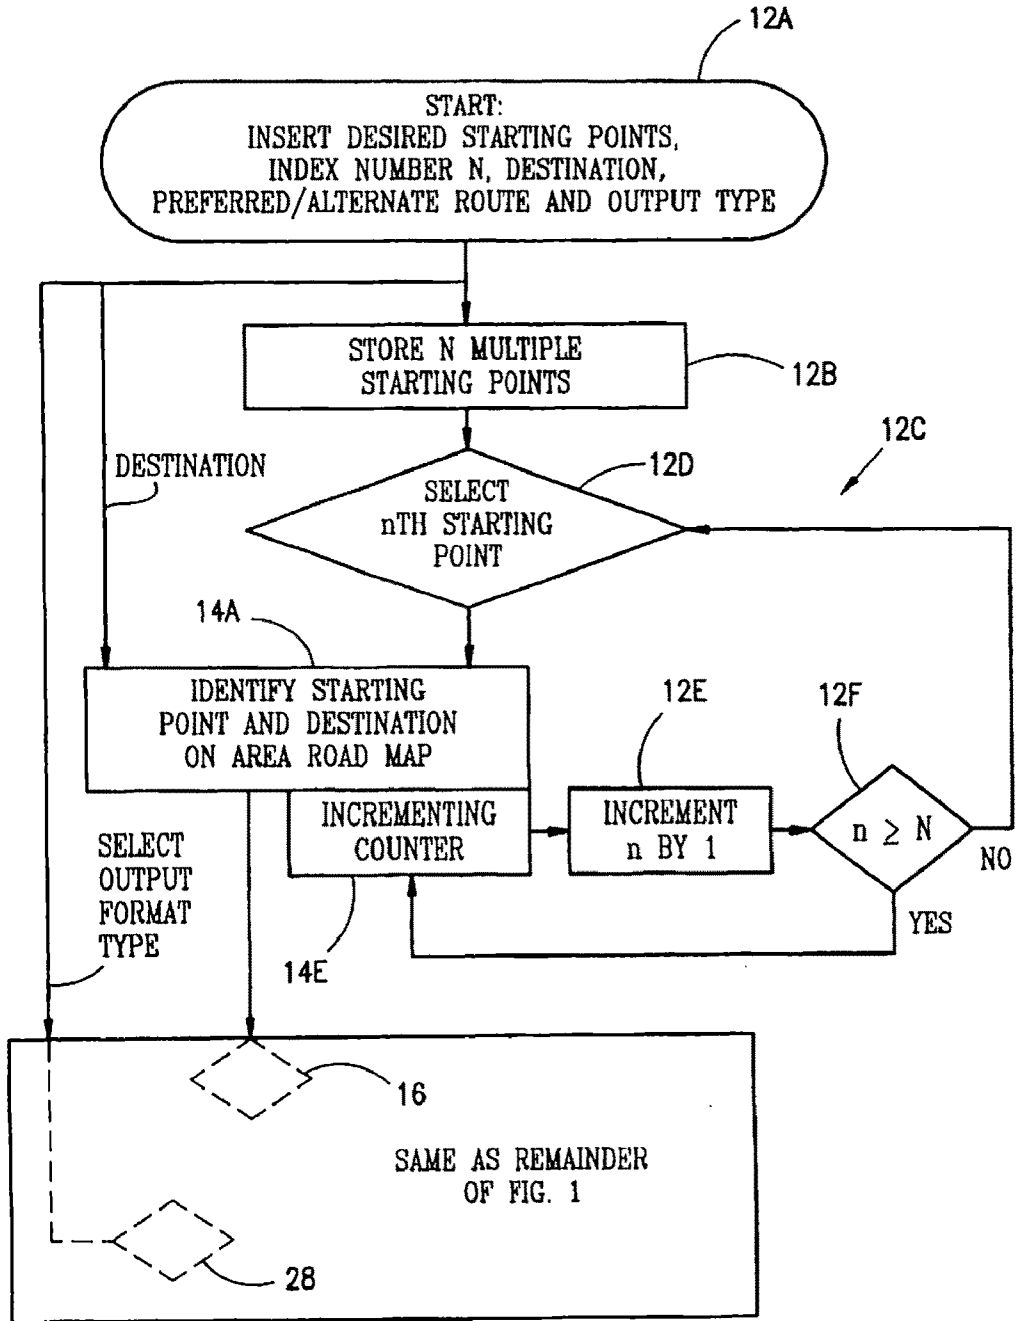 12A
START:
INSERT DESIRED STARTING POINTS,
INDEX NUMBER N, DESTINATION,
PREFERRED/ALTERNATE ROUTE AND OUTPUT TYPE
STORE N MULTIPLE
STARTING POINTS
12B
12C
DESTINATION
12D
SELECT
nTH STARTING
POINT
14A
IDENTIFY STARTING
POINT AND DESTINATION
ON AREA ROAD MAP
12E
12F
INCREMENTING
COUNTER
INCREMENT
n BY 1
n ≥ N
NO
YES
SELECT
OUTPUT
FORMAT
TYPE
14E
16
SAME AS REMAINDER
OF FIG. 1
28